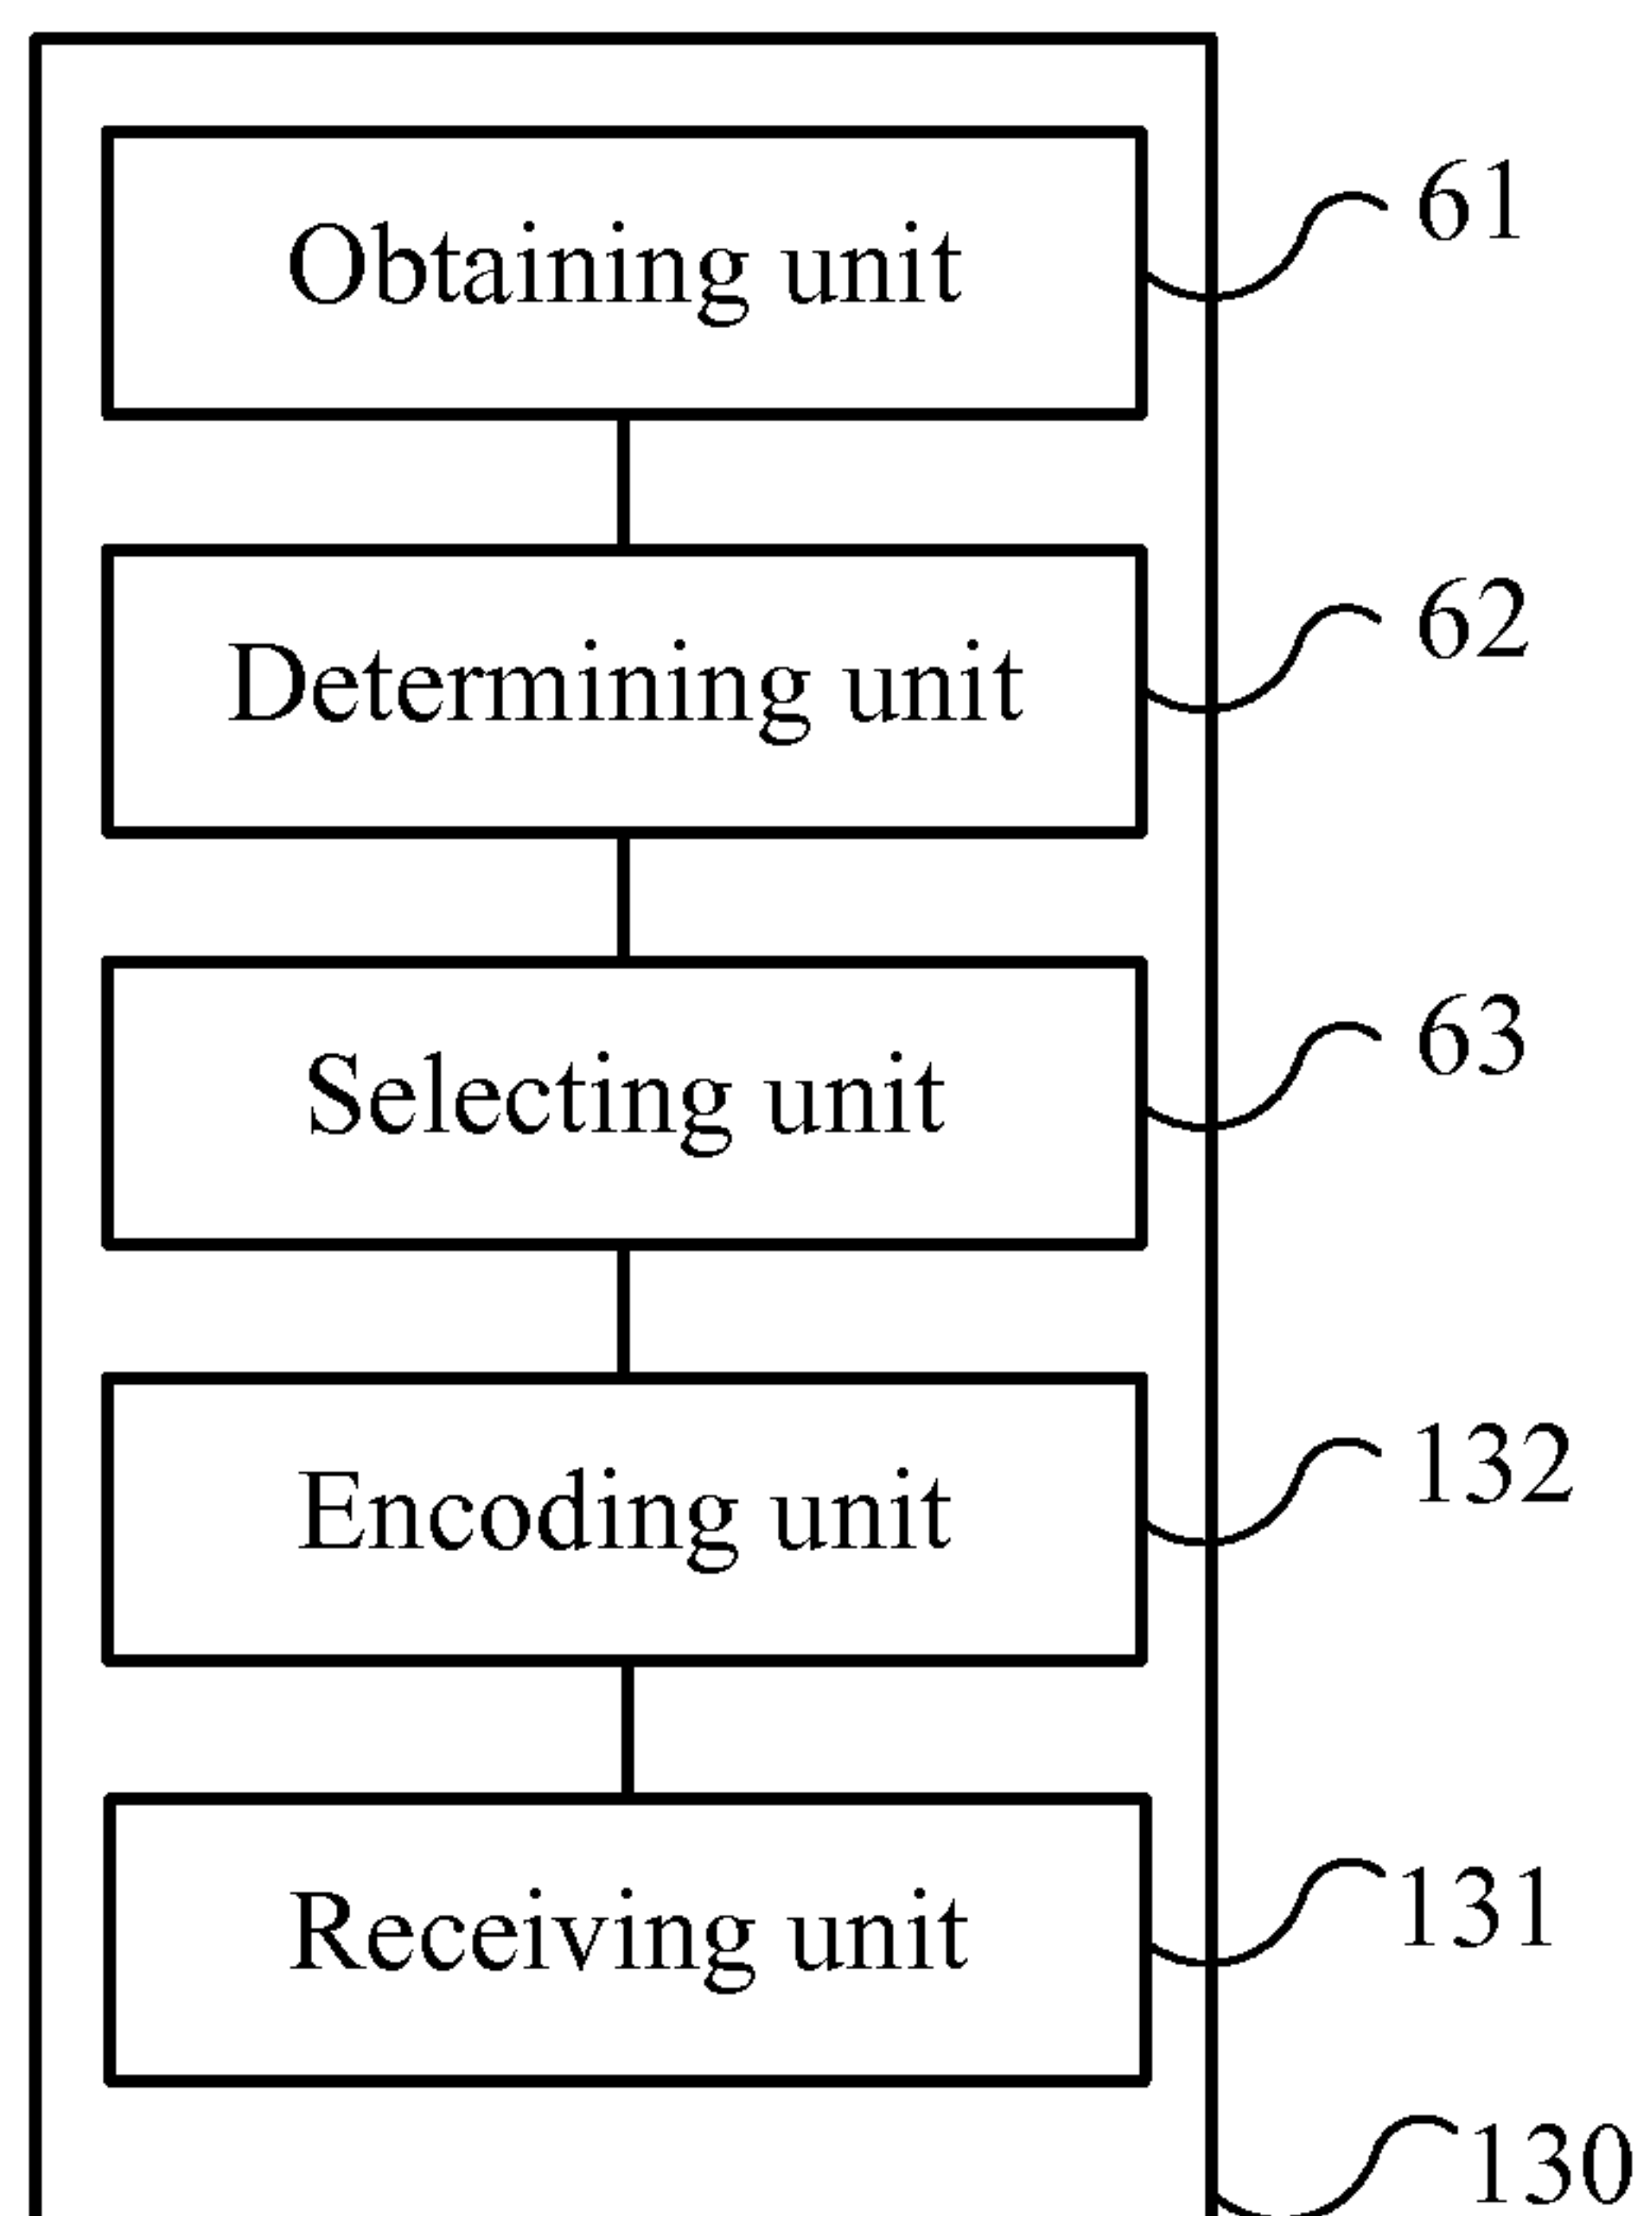 Obtaining unit
61
Determining unit
62
Selecting unit
63
Encoding unit
132
Receiving unit
131
130